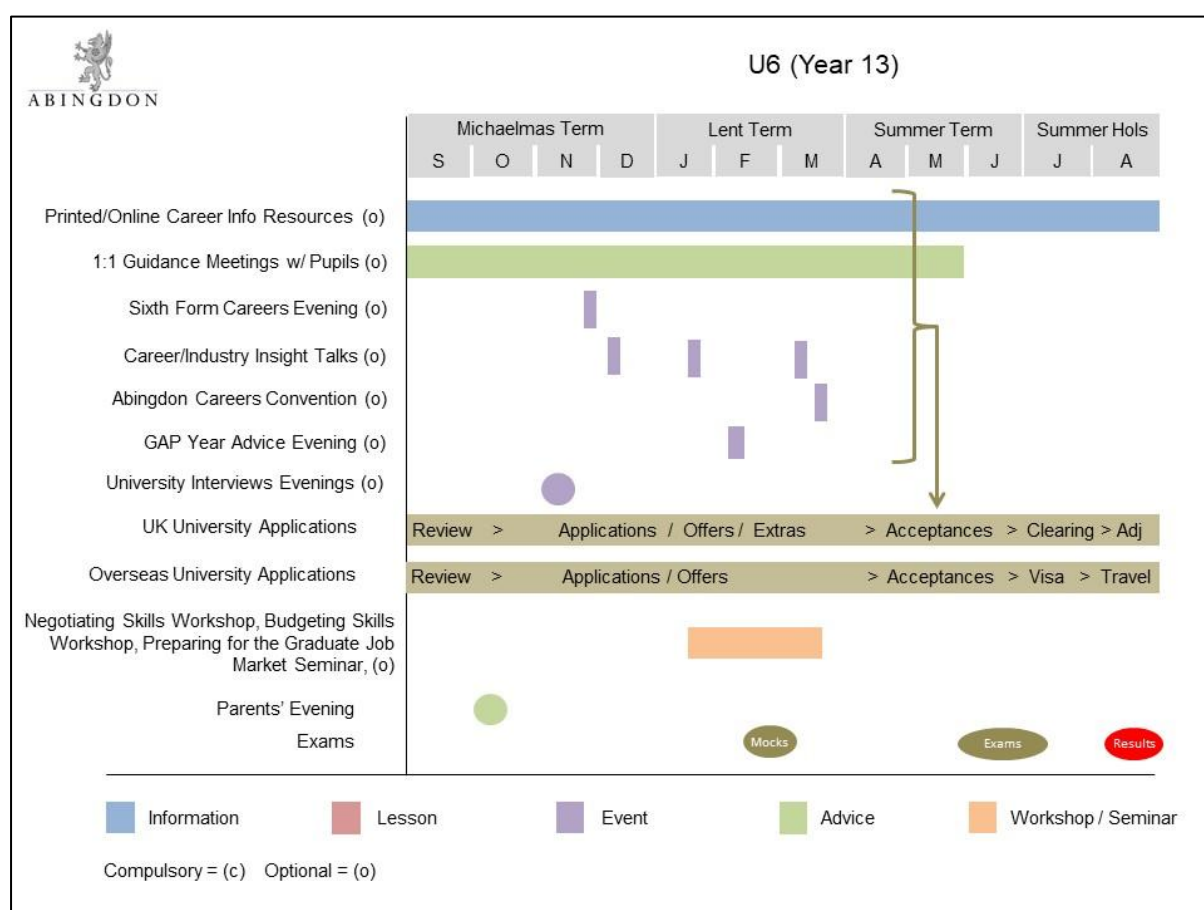 ABINGDON
U6 (Year 13)
Michaelmas Term Lent Term Summer Term Summer Hols
S O N D J F M A M J J A
Printed/Online Career Info Resources (o)
1:1 Guidance Meetings w/ Pupils (o)
Sixth Form Careers Evening (o)
Career/Industry Insight Talks (o)
Abingdon Careers Convention (o)
GAP Year Advice Evening (o)
University Interviews Evenings (o)
UK University Applications Review > Applications / Offers / Extras > Acceptances > Clearing > Adj
Overseas University Applications Review > Applications / Offers > Acceptances > Visa > Travel
Negotiating Skills Workshop, Budgeting Skills
Workshop, Preparing for the Graduate Job
Market Seminar, (o)
Parents' Evening
Exams Mocks Exams Results
Information Lesson Event Advice Workshop / Seminar
Compulsory = (c) Optional = (o)